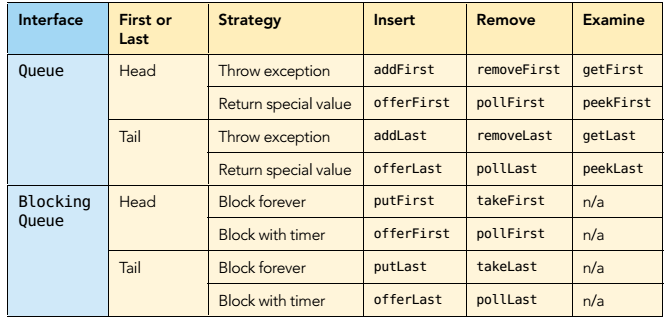 Interface First or Last Strategy Insert Remove Examine
Queue Head Throw exception addFirst removeFirst getFirst
Return special value offerFirst pollFirst peekFirst
Tail Throw exception addLast removeLast getLast
Return special value offerLast pollLast peekLast
Blocking Queue Head Block forever putFirst takeFirst n/a
Block with timer offerFirst pollFirst n/a
Tail Block forever putLast takeLast n/a
Block with timer offerLast pollLast n/a